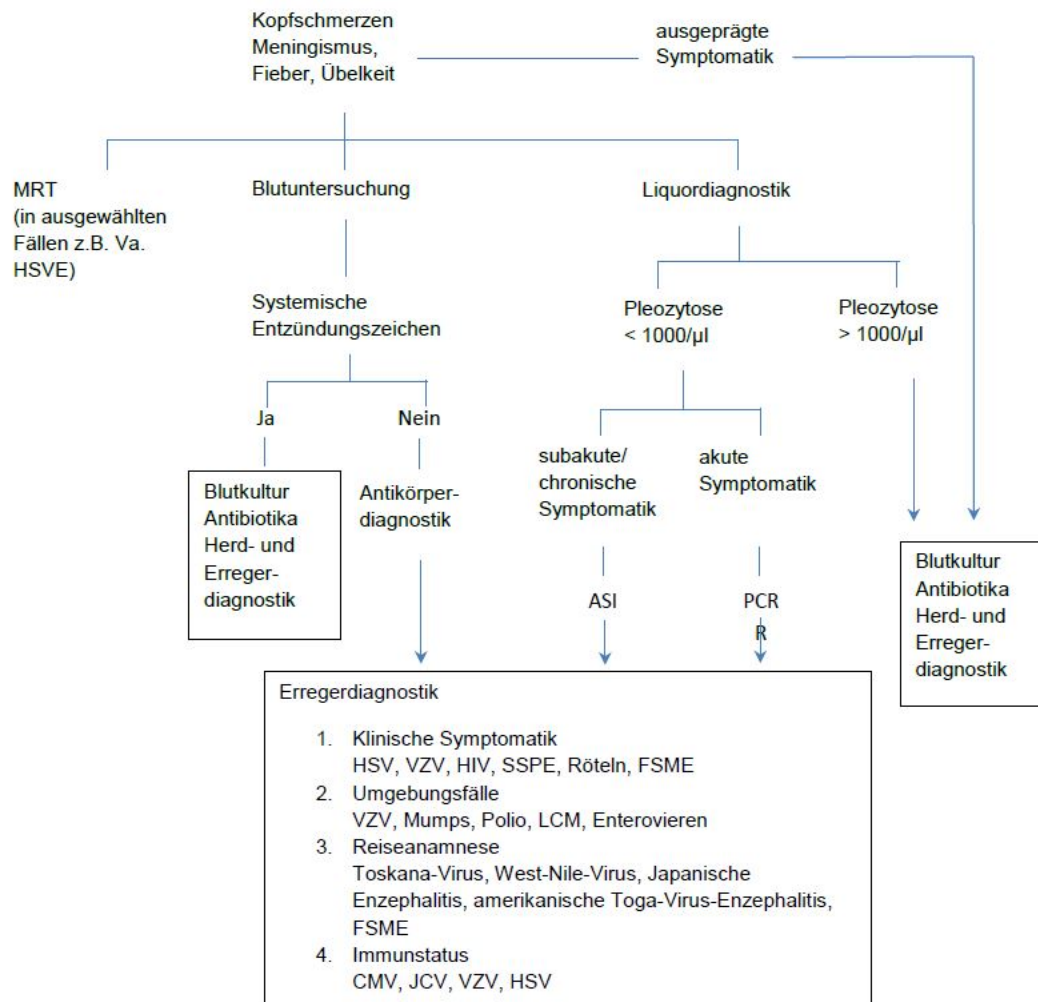 Kopfschmerzen
Meningismus,
Fieber, Übelkeit
ausgeprägte
Symptomatik
MRT
(in ausgewählten
Fällen z.B. Va.
HSVE)
Blutuntersuchung
Liquordiagnostik
Systemische
Entzündungszeichen
Pleozytose
< 1000/µl
Pleozytose
> 1000/µl
Ja
Nein
subakute/
chronische
Symptomatik
akute
Symptomatik
Blutkultur
Antibiotika
Herd- und
Erreger-
diagnostik
Antikörper-
diagnostik
ASI
PCR
R
Blutkultur
Antibiotika
Herd- und
Erreger-
diagnostik
Erregerdiagnostik
1. Klinische Symptomatik
HSV, VZV, HIV, SSPE, Röteln, FSME
2. Umgebungsfälle
VZV, Mumps, Polio, LCM, Enterovieren
3. Reiseanamnese
Toskana-Virus, West-Nile-Virus, Japanische
Enzephalitis, amerikanische Toga-Virus-Enzephalitis,
FSME
4. Immunstatus
CMV, JCV, VZV, HSV